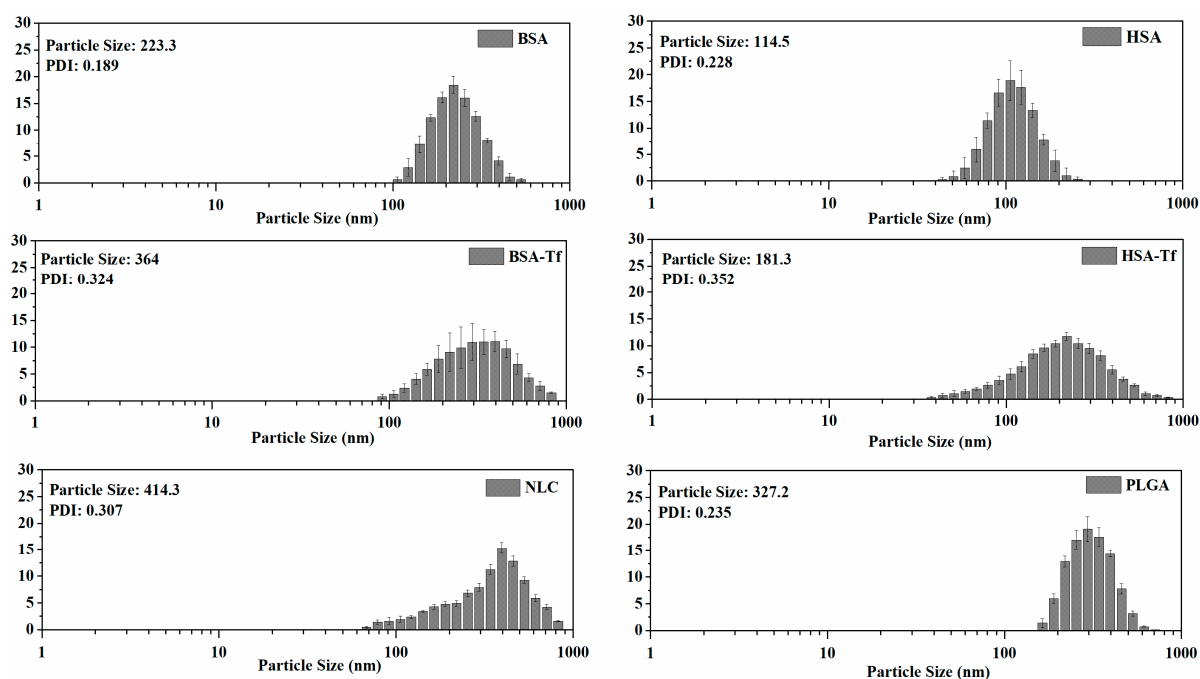 30
25
20
15
10
5
0
Particle Size: 223.3
PDI: 0.189
BSA
1 10 100 1000
Particle Size (nm)
30
25
20
15
10
5
0
Particle Size: 114.5
PDI: 0.228
HSA
1 10 100 1000
Particle Size (nm)
30
25
20
15
10
5
0
Particle Size: 364
PDI: 0.324
BSA-Tf
1 10 100 1000
Particle Size (nm)
30
25
20
15
10
5
0
Particle Size: 181.3
PDI: 0.352
HSA-Tf
1 10 100 1000
Particle Size (nm)
30
25
20
15
10
5
0
Particle Size: 414.3
PDI: 0.307
NLC
1 10 100 1000
Particle Size (nm)
30
25
20
15
10
5
0
Particle Size: 327.2
PDI: 0.235
PLGA
1 10 100 1000
Particle Size (nm)